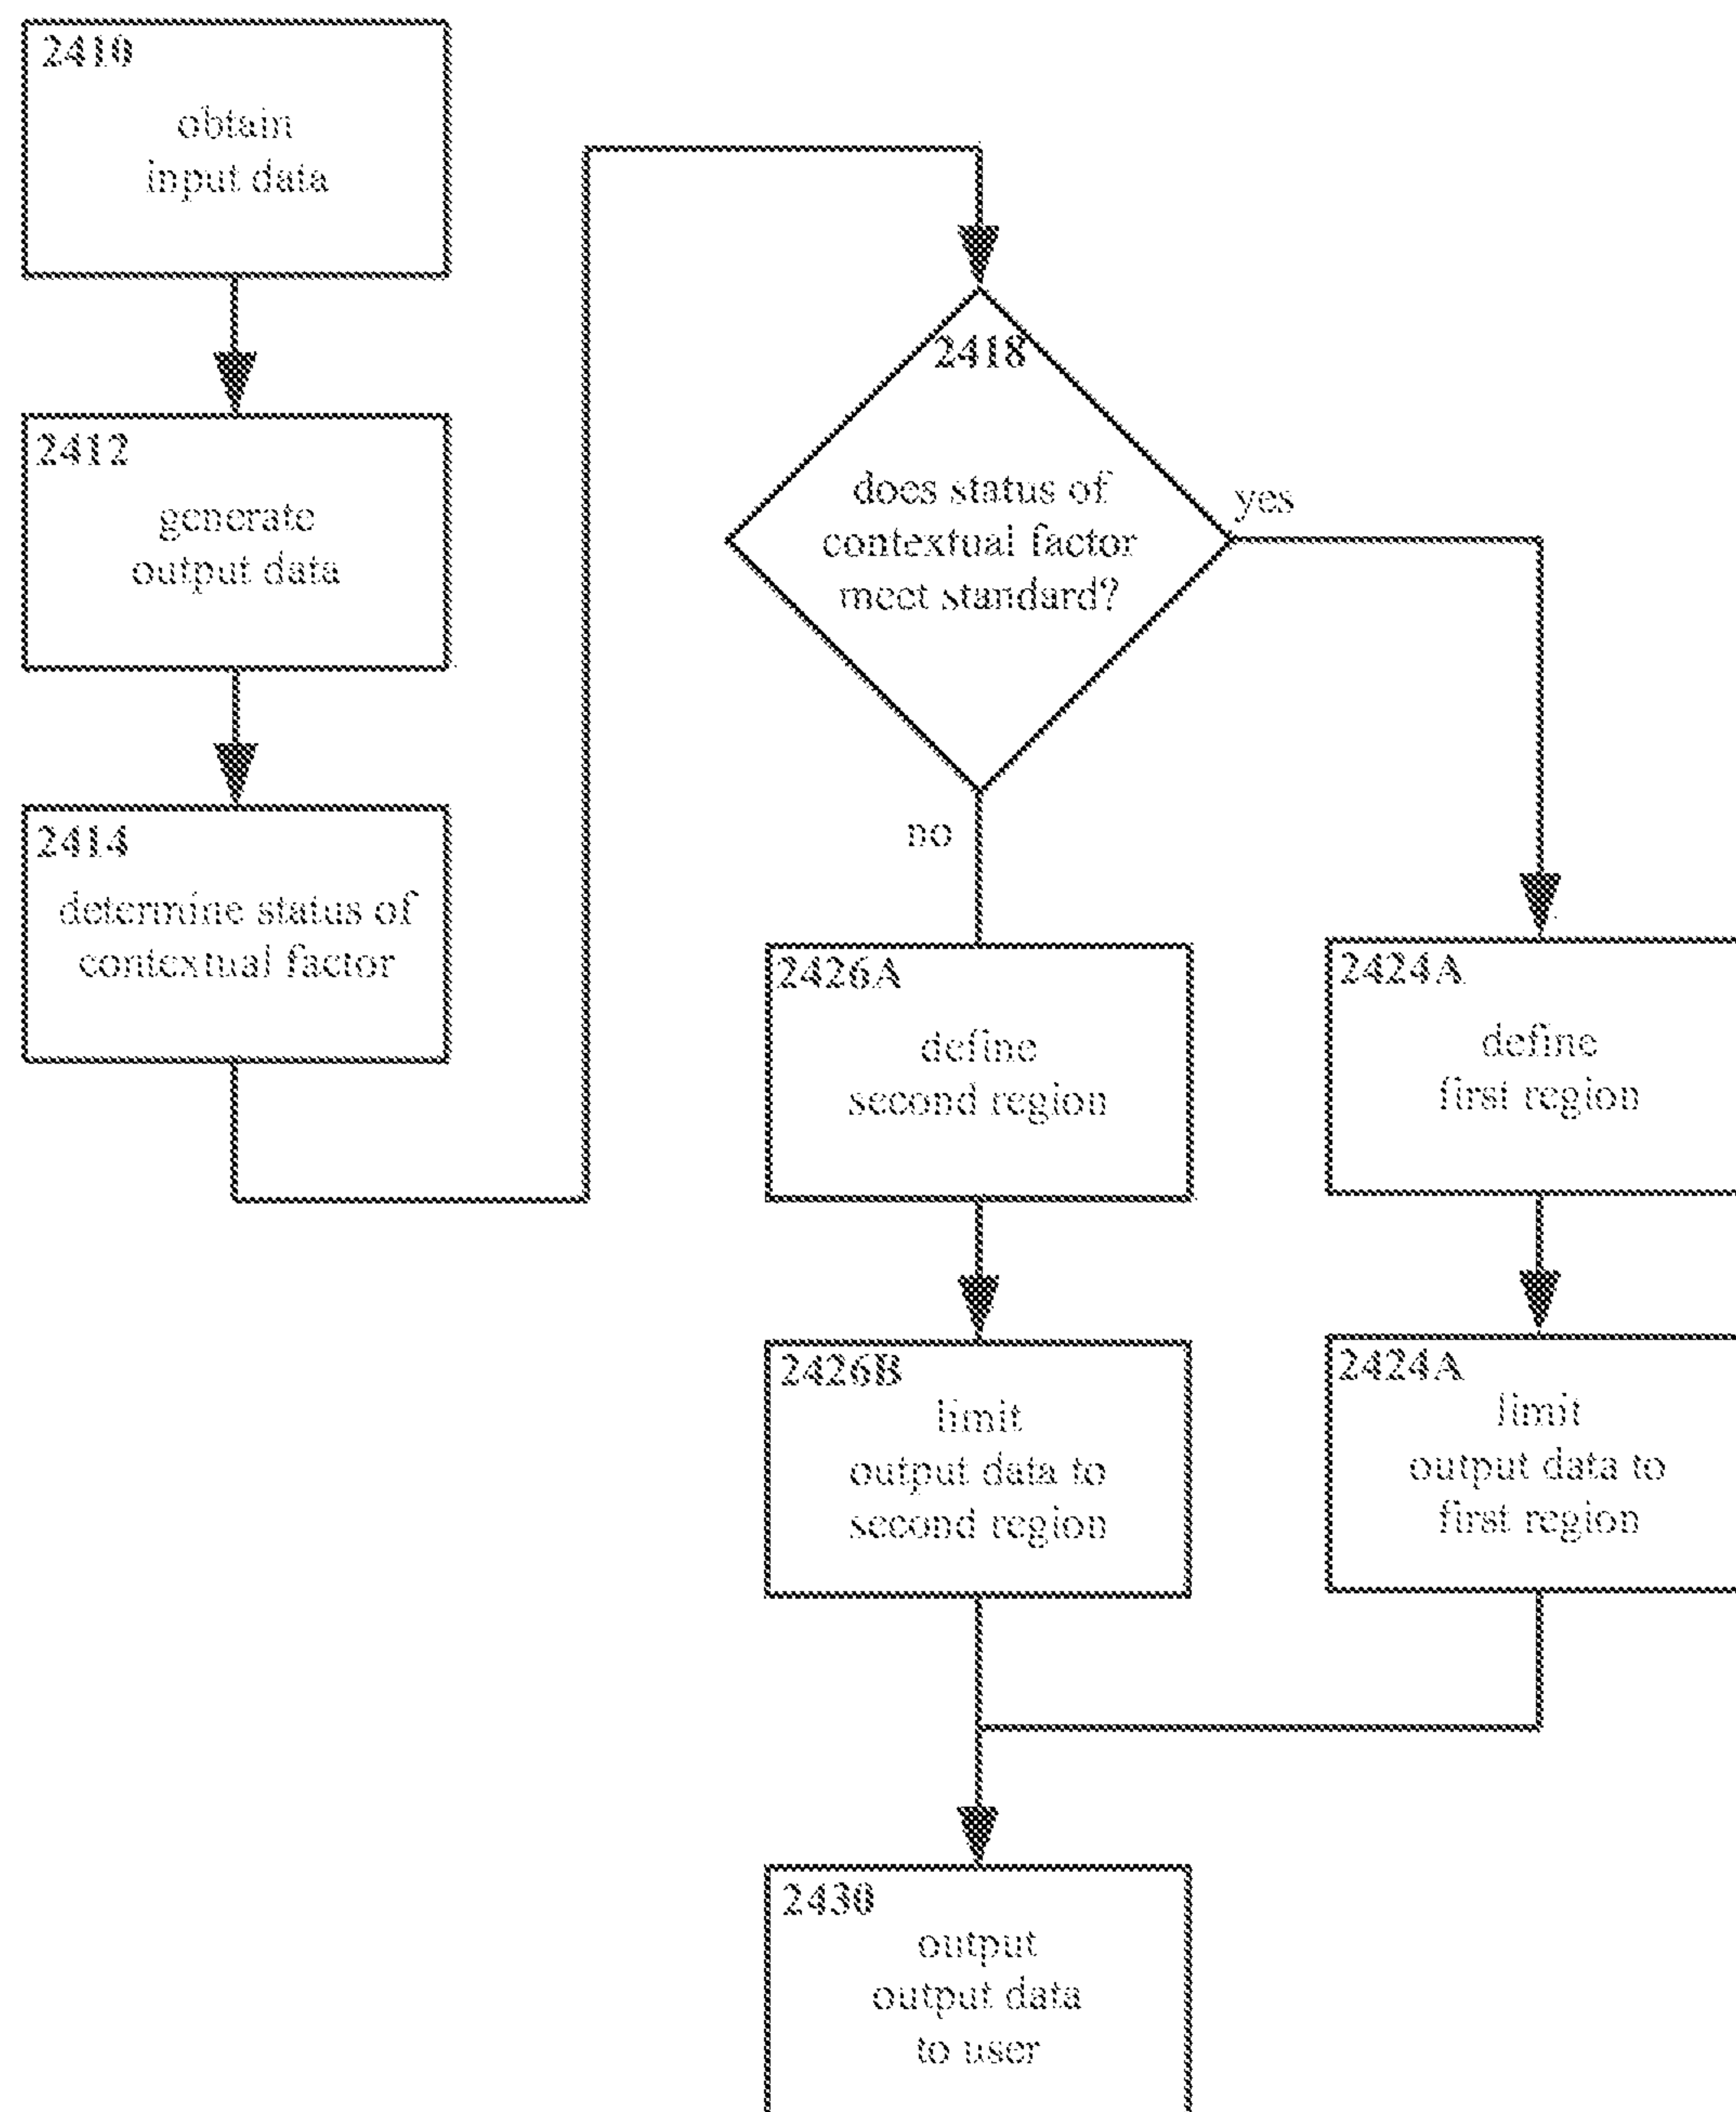 2410
obtain
input data
2412
generate
output data
2414
determine status of
contextual factor
2418
does status of
contextual factor
meet standard?
yes
no
2426A
define
second region
2424A
define
first region
2426B
limit
output data to
second region
2424A
limit
output data to
first region
2430
output
output data
to user